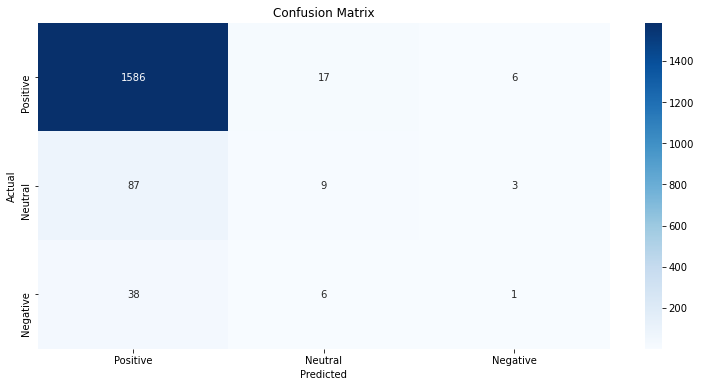 Confusion Matrix
Actual
Positive
1586 17 6
Neutral
87 9 3
Negative
38 6 1
Positive Neutral Negative
Predicted
1400
1200
1000
800
600
400
200